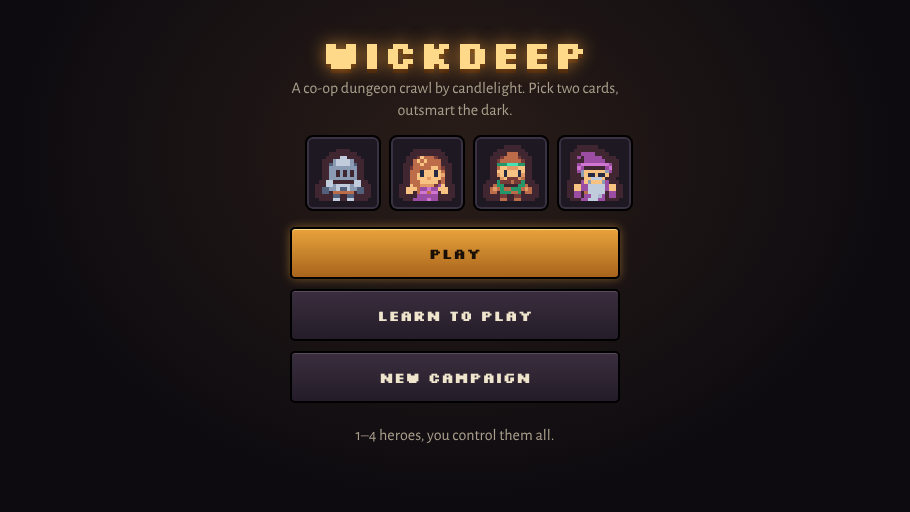 WICKDEEP
A co-op dungeon crawl by candlelight. Pick two cards,
outsmart the dark.
PLAY
LEARN TO PLAY
NEW CAMPAIGN
1–4 heroes, you control them all.